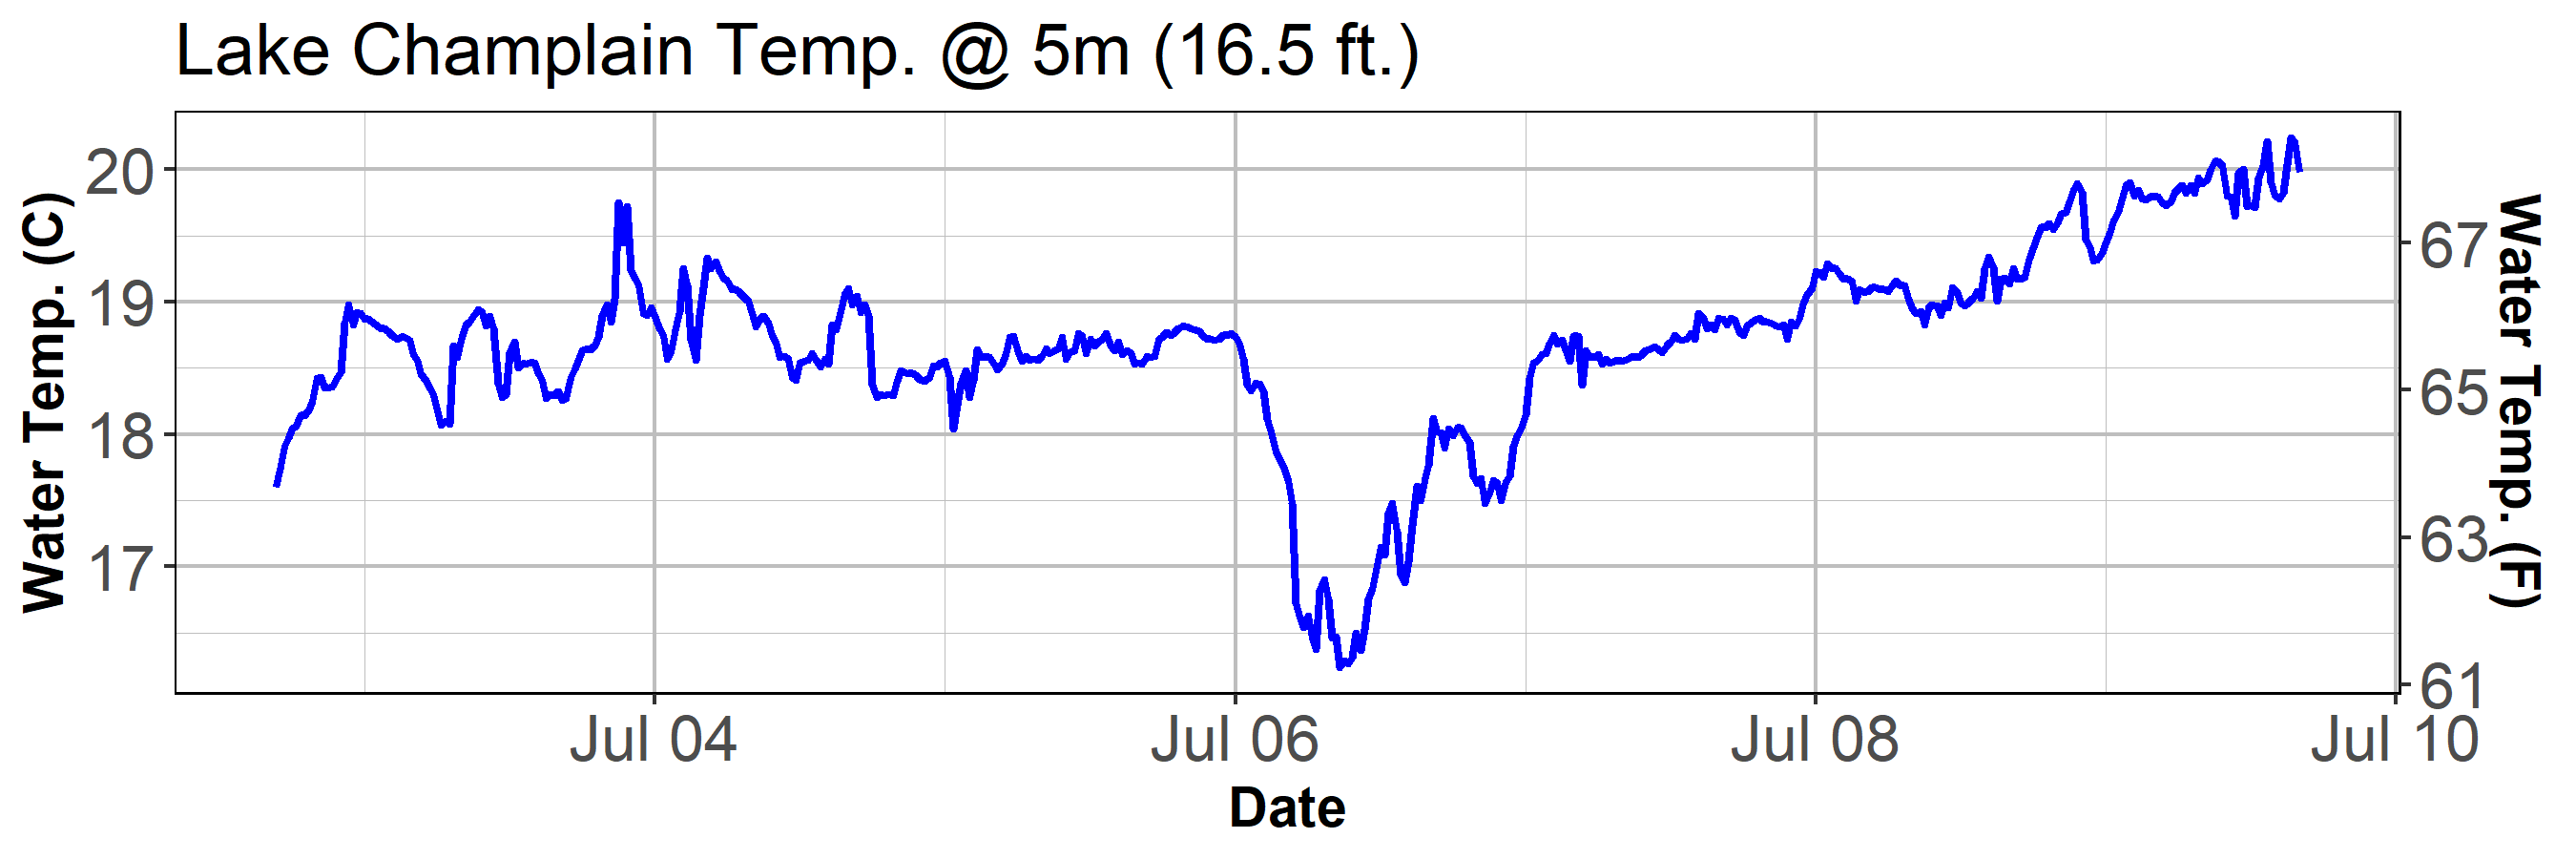 Lake Champlain Temp. @ 5m (16.5 ft.)
Water Temp. (C)
20
19
18
17
67
65
63
61
Water Temp. (F)
Jul 04 Jul 06 Jul 08 Jul 10
Date